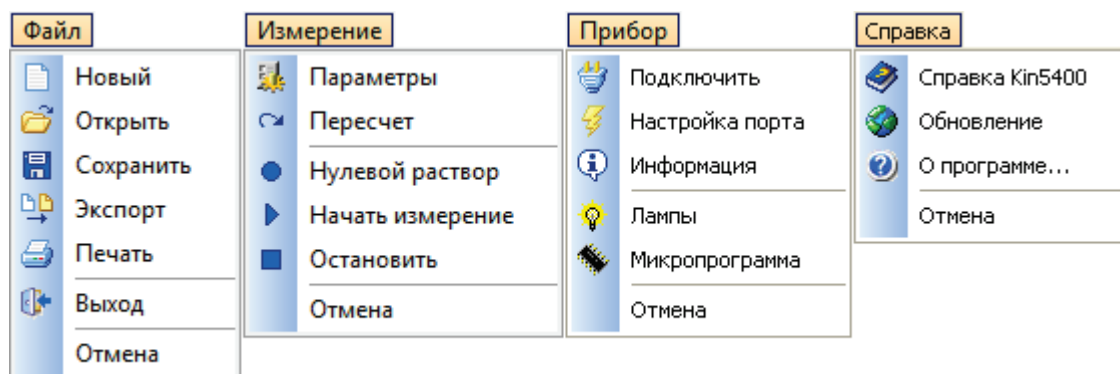 Файл
Новый
Открыть
Сохранить
Экспорт
Печать
Выход
Отмена
Измерение
Параметры
Пересчет
Нулевой раствор
Начать измерение
Остановить
Отмена
Прибор
Подключить
Настройка порта
Информация
Лампы
Микропрограмма
Отмена
Справка
Справка Kin5400
Обновление
О программе...
Отмена